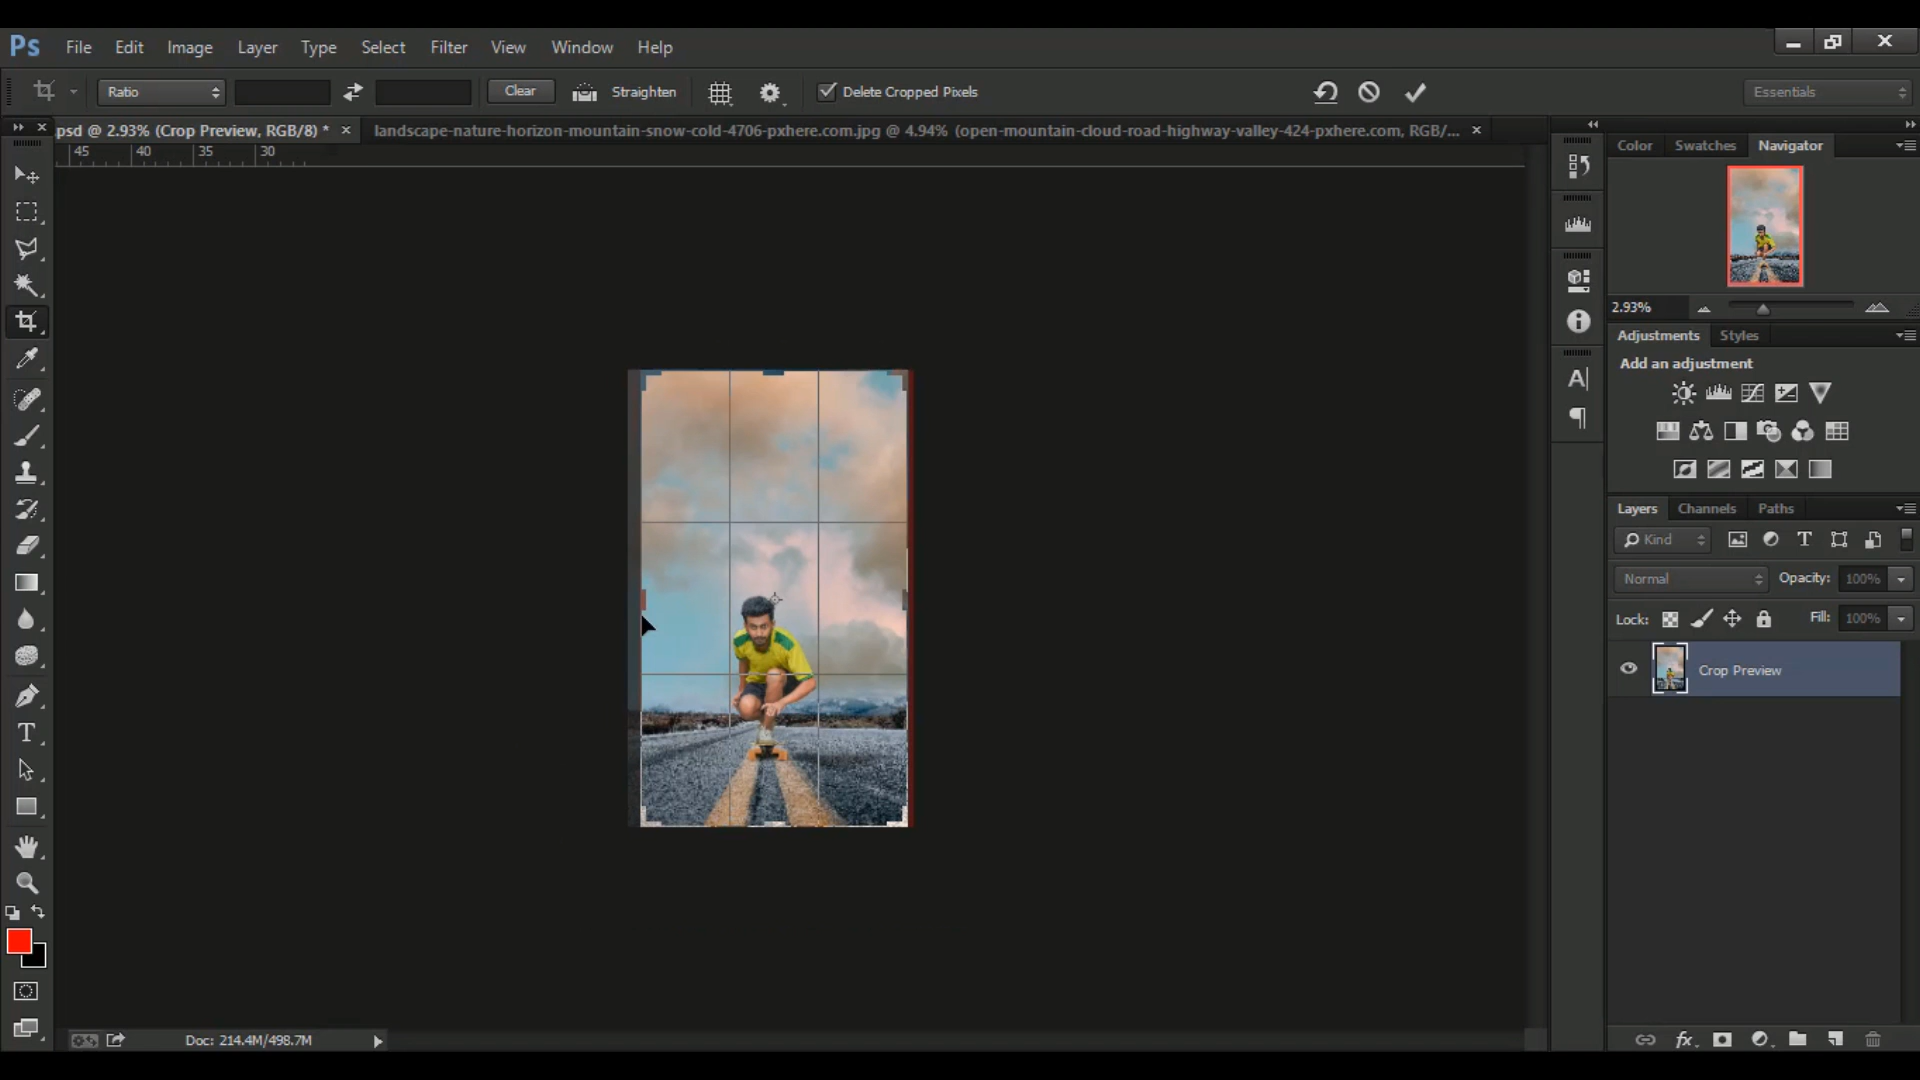 Ps File Edit Image Layer Type Select Filter View Window Help
Ratio Clear Straighten Delete Cropped Pixels Essentials
.psd @ 2.93% (Crop Preview, RGB/8) * × landscape-nature-horizon-mountain-snow-cold-4706-pxhere.com.jpg @ 4.94% (open-mountain-cloud-road-highway-valley-424-pxhere.com, RGB/... ×
45 40 35 30
Color Swatches Navigator
2.93%
Adjustments Styles
Add an adjustment
A
Layers Channels Paths
Kind T
Normal Opacity: 100%
Lock: Fill: 100%
Crop Preview
T
Doc: 214.4M/498.7M
fx